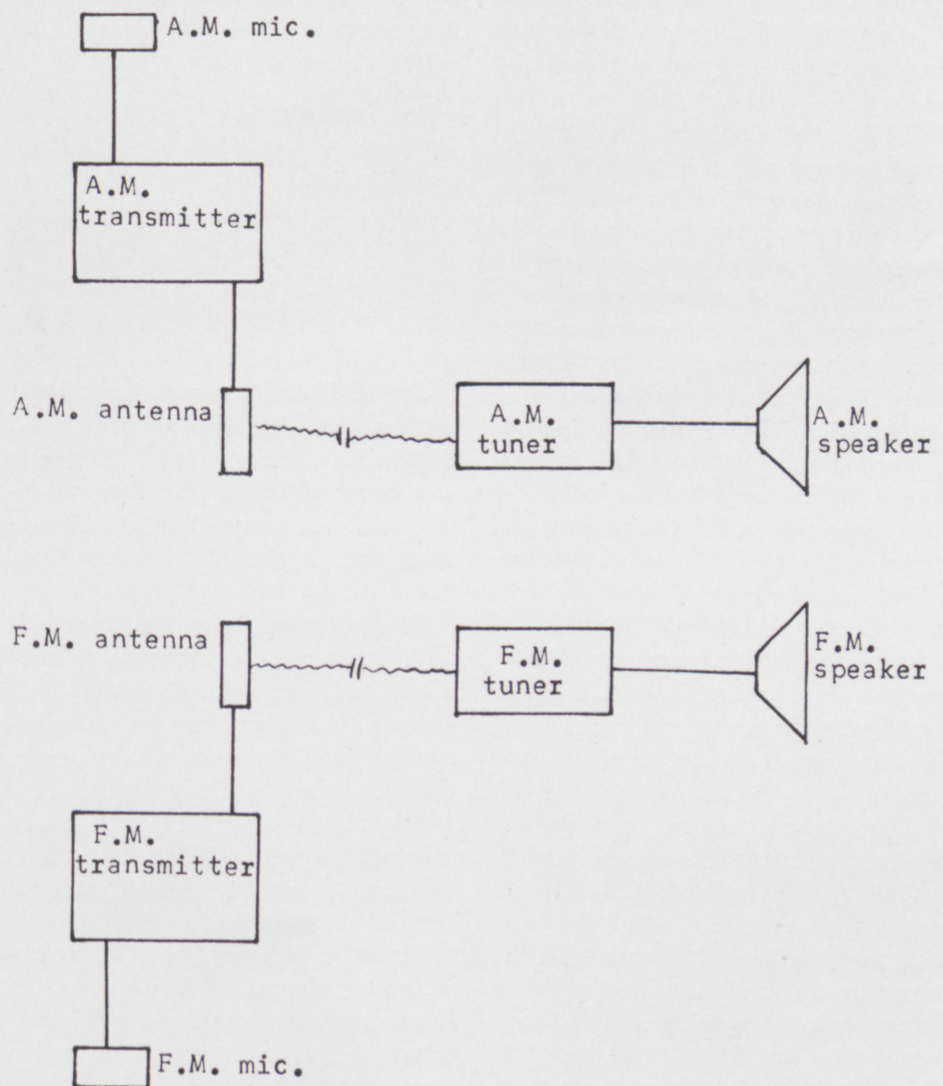 A.M. mic.
A.M.
transmitter
A.M. antenna
A.M.
tuner
A.M.
speaker
F.M. antenna
F.M.
tuner
F.M.
speaker
F.M.
transmitter
F.M. mic.